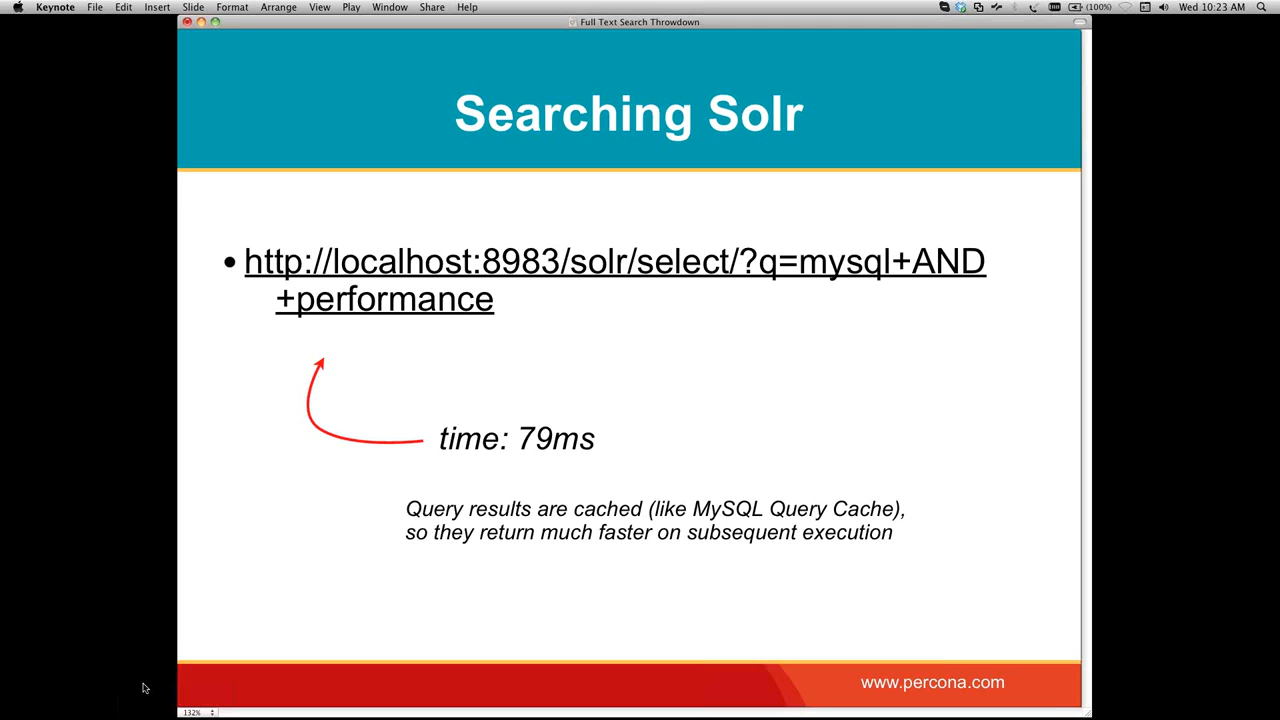 Keynote File Edit Insert Slide Format Arrange View Play Window Share Help (100%) Wed 10:23 AM
Full Text Search Throwdown
Searching Solr
• http://localhost:8983/solr/select/?q=mysql+AND
+performance
time: 79ms
Query results are cached (like MySQL Query Cache),
so they return much faster on subsequent execution
www.percona.com
132%